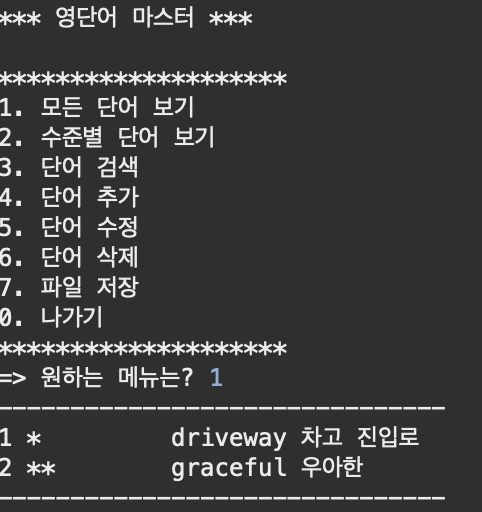 *** 영단어 마스터 ***
********************
1. 모든 단어 보기
2. 수준별 단어 보기
3. 단어 검색
4. 단어 추가
5. 단어 수정
6. 단어 삭제
7. 파일 저장
0. 나가기
********************
=> 원하는 메뉴는? 1
--------------------------------
1 *         driveway 차고 진입로
2 **        graceful 우아한
--------------------------------